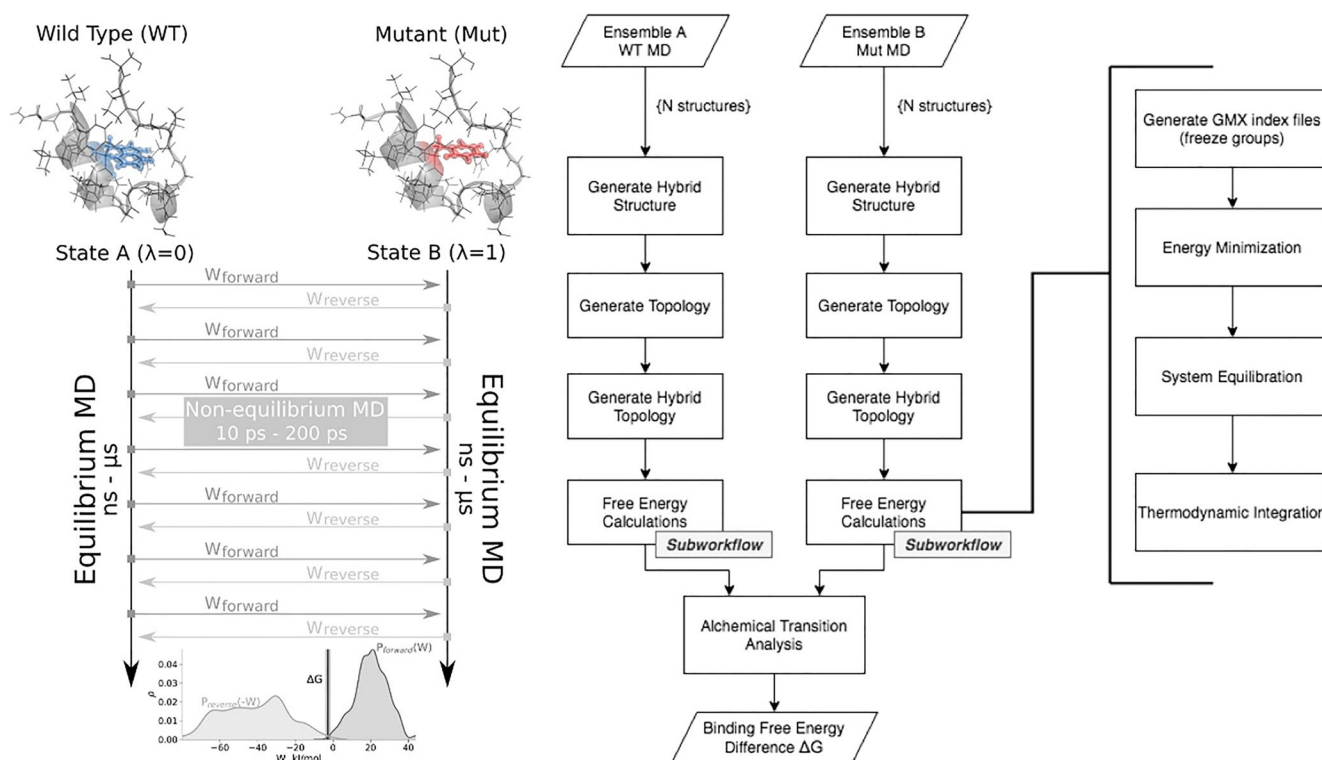 Wild Type (WT)
Mutant (Mut)
State A (λ=0)
State B (λ=1)
Wforward
Wreverse
Wforward
Wreverse
Wforward
Non-equilibrium MD
10 ps - 200 ps
Wforward
Wreverse
Wforward
Wreverse
Wforward
Wreverse
Wforward
Wreverse
Equilibrium MD
ns - μs
Equilibrium MD
ns - μs
Pforward(W)
ΔG
Preverse(-W)
ρ
0.04
0.03
0.02
0.01
0.00
−60
−40
−20
0
20
40
W, kJ/mol
Ensemble A
WT MD
{N structures}
Generate Hybrid
Structure
Generate Topology
Generate Hybrid
Topology
Free Energy
Calculations
Subworkflow
Ensemble B
Mut MD
{N structures}
Generate Hybrid
Structure
Generate Topology
Generate Hybrid
Topology
Free Energy
Calculations
Subworkflow
Alchemical Transition
Analysis
Binding Free Energy
Difference ΔG
Generate GMX index files
(freeze groups)
Energy Minimization
System Equilibration
Thermodynamic Integration